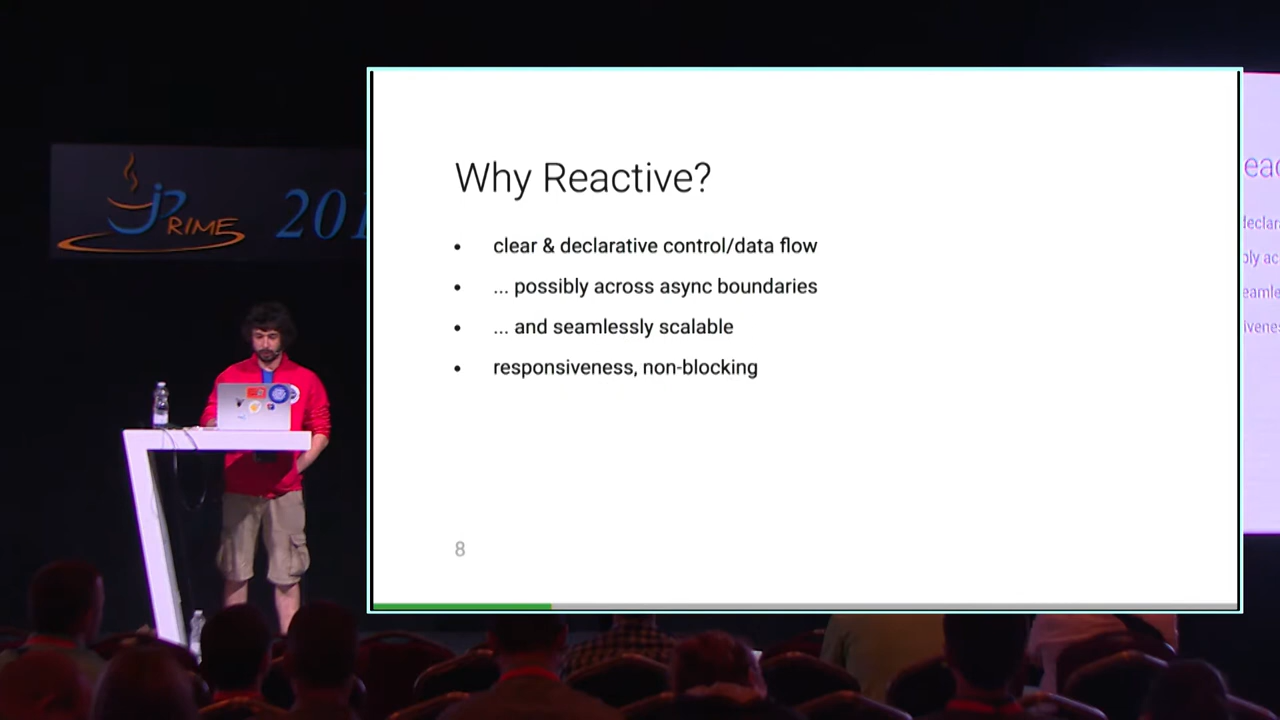 JPRIME 201
Why Reactive?
• clear & declarative control/data flow
• ... possibly across async boundaries
• ... and seamlessly scalable
• responsiveness, non-blocking
8